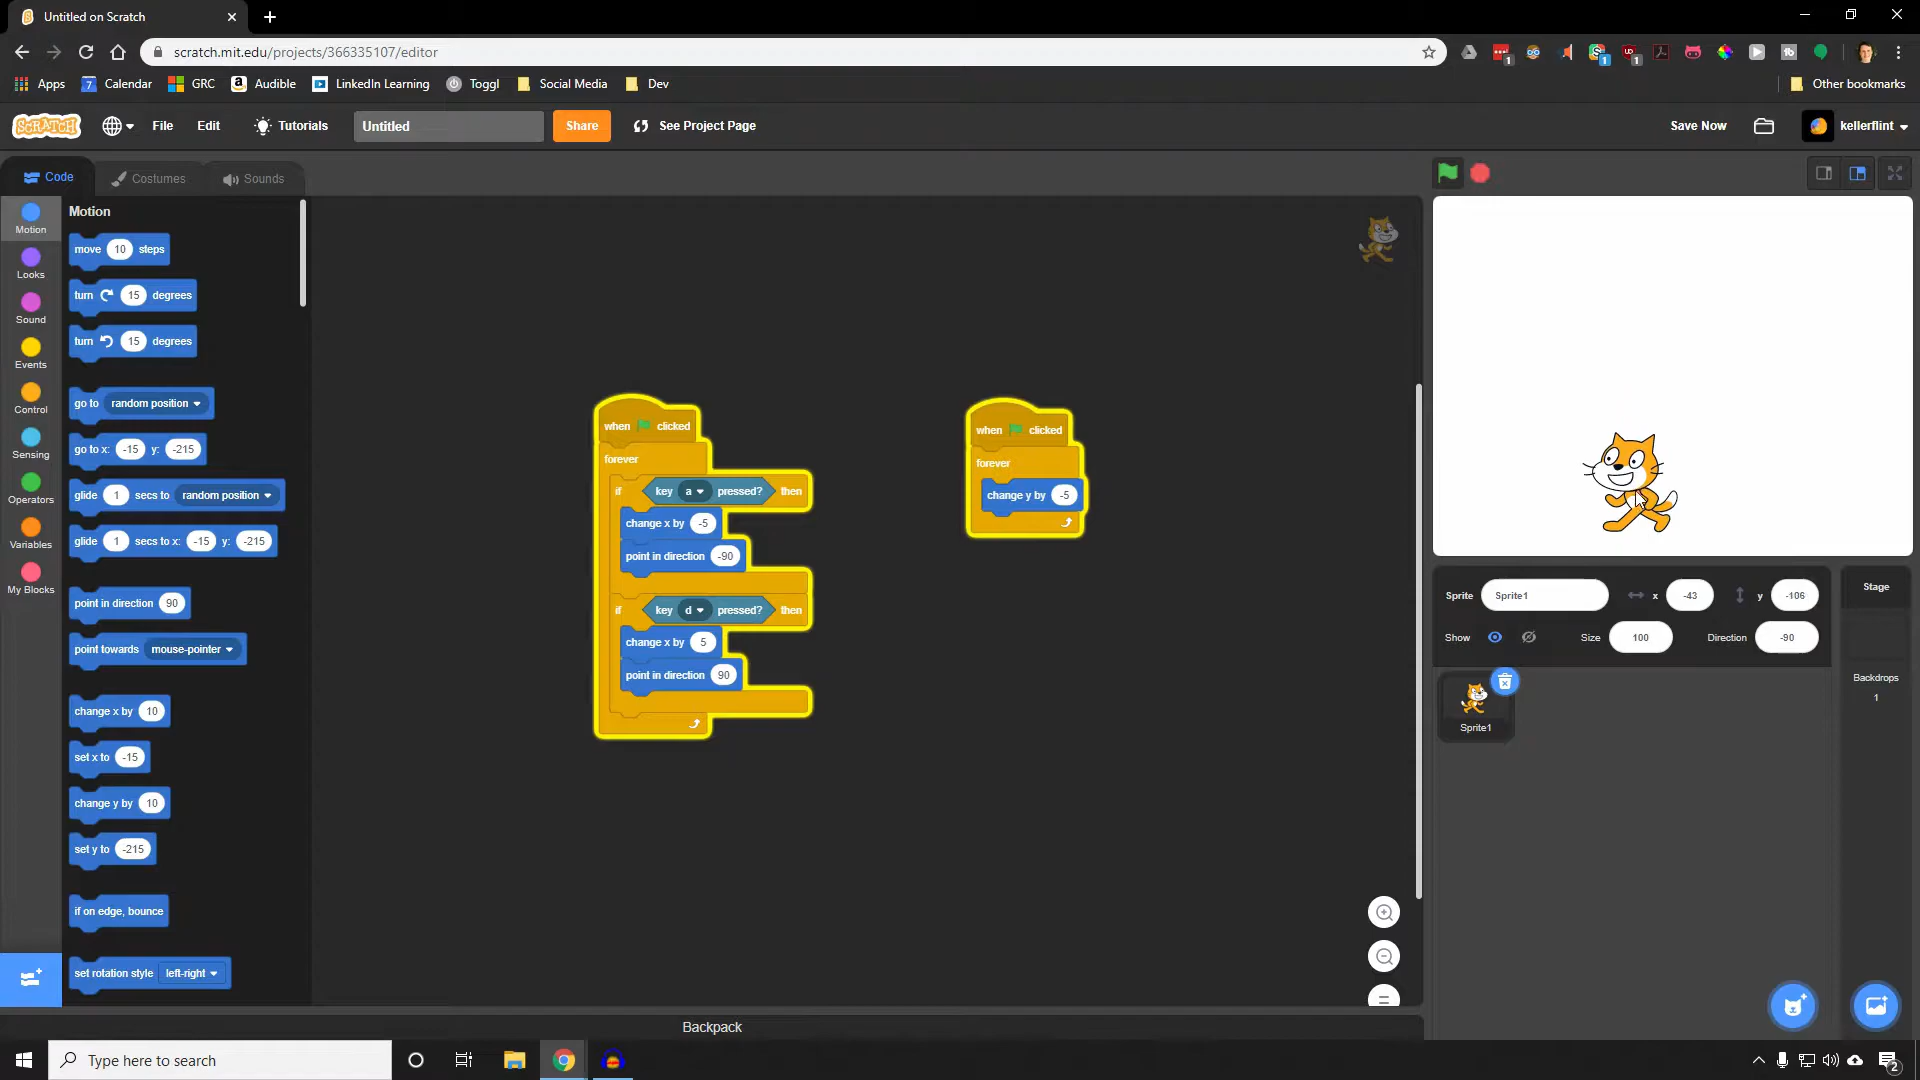 Untitled on Scratch
scratch.mit.edu/projects/366335107/editor
1
1
1
Apps
7
Calendar
GRC
Audible
LinkedIn Learning
Toggl
Social Media
Dev
Other bookmarks
SCRATCH
File
Edit
Tutorials
Untitled
Share
See Project Page
Save Now
kellerflint
Code
Costumes
Sounds
Motion
Looks
Sound
Events
Control
Sensing
Operators
Variables
My Blocks
Motion
move 10 steps
turn 15 degrees
turn 15 degrees
go to random position
go to x: -15 y: -215
glide 1 secs to random position
glide 1 secs to x: -15 y: -215
point in direction 90
point towards mouse-pointer
change x by 10
set x to -15
change y by 10
set y to -215
if on edge, bounce
set rotation style left-right
when clicked
forever
if key a pressed? then
change x by -5
point in direction -90
if key d pressed? then
change x by 5
point in direction 90
when clicked
forever
change y by -5
Sprite Sprite1 x -43 y -106
Show Size 100 Direction -90
Sprite1
Stage
Backdrops
1
Backpack
Type here to search
2